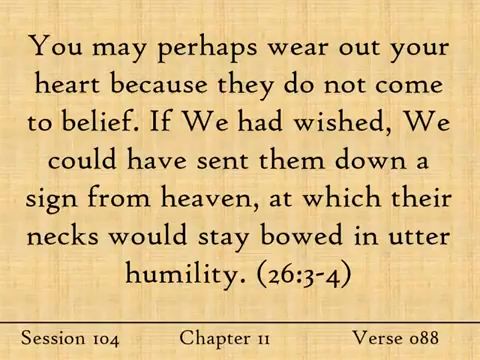 You may perhaps wear out your
heart because they do not come
to belief. If We had wished, We
could have sent them down a
sign from heaven, at which their
necks would stay bowed in utter
humility. (26:3-4)
Session 104 Chapter 11 Verse 088